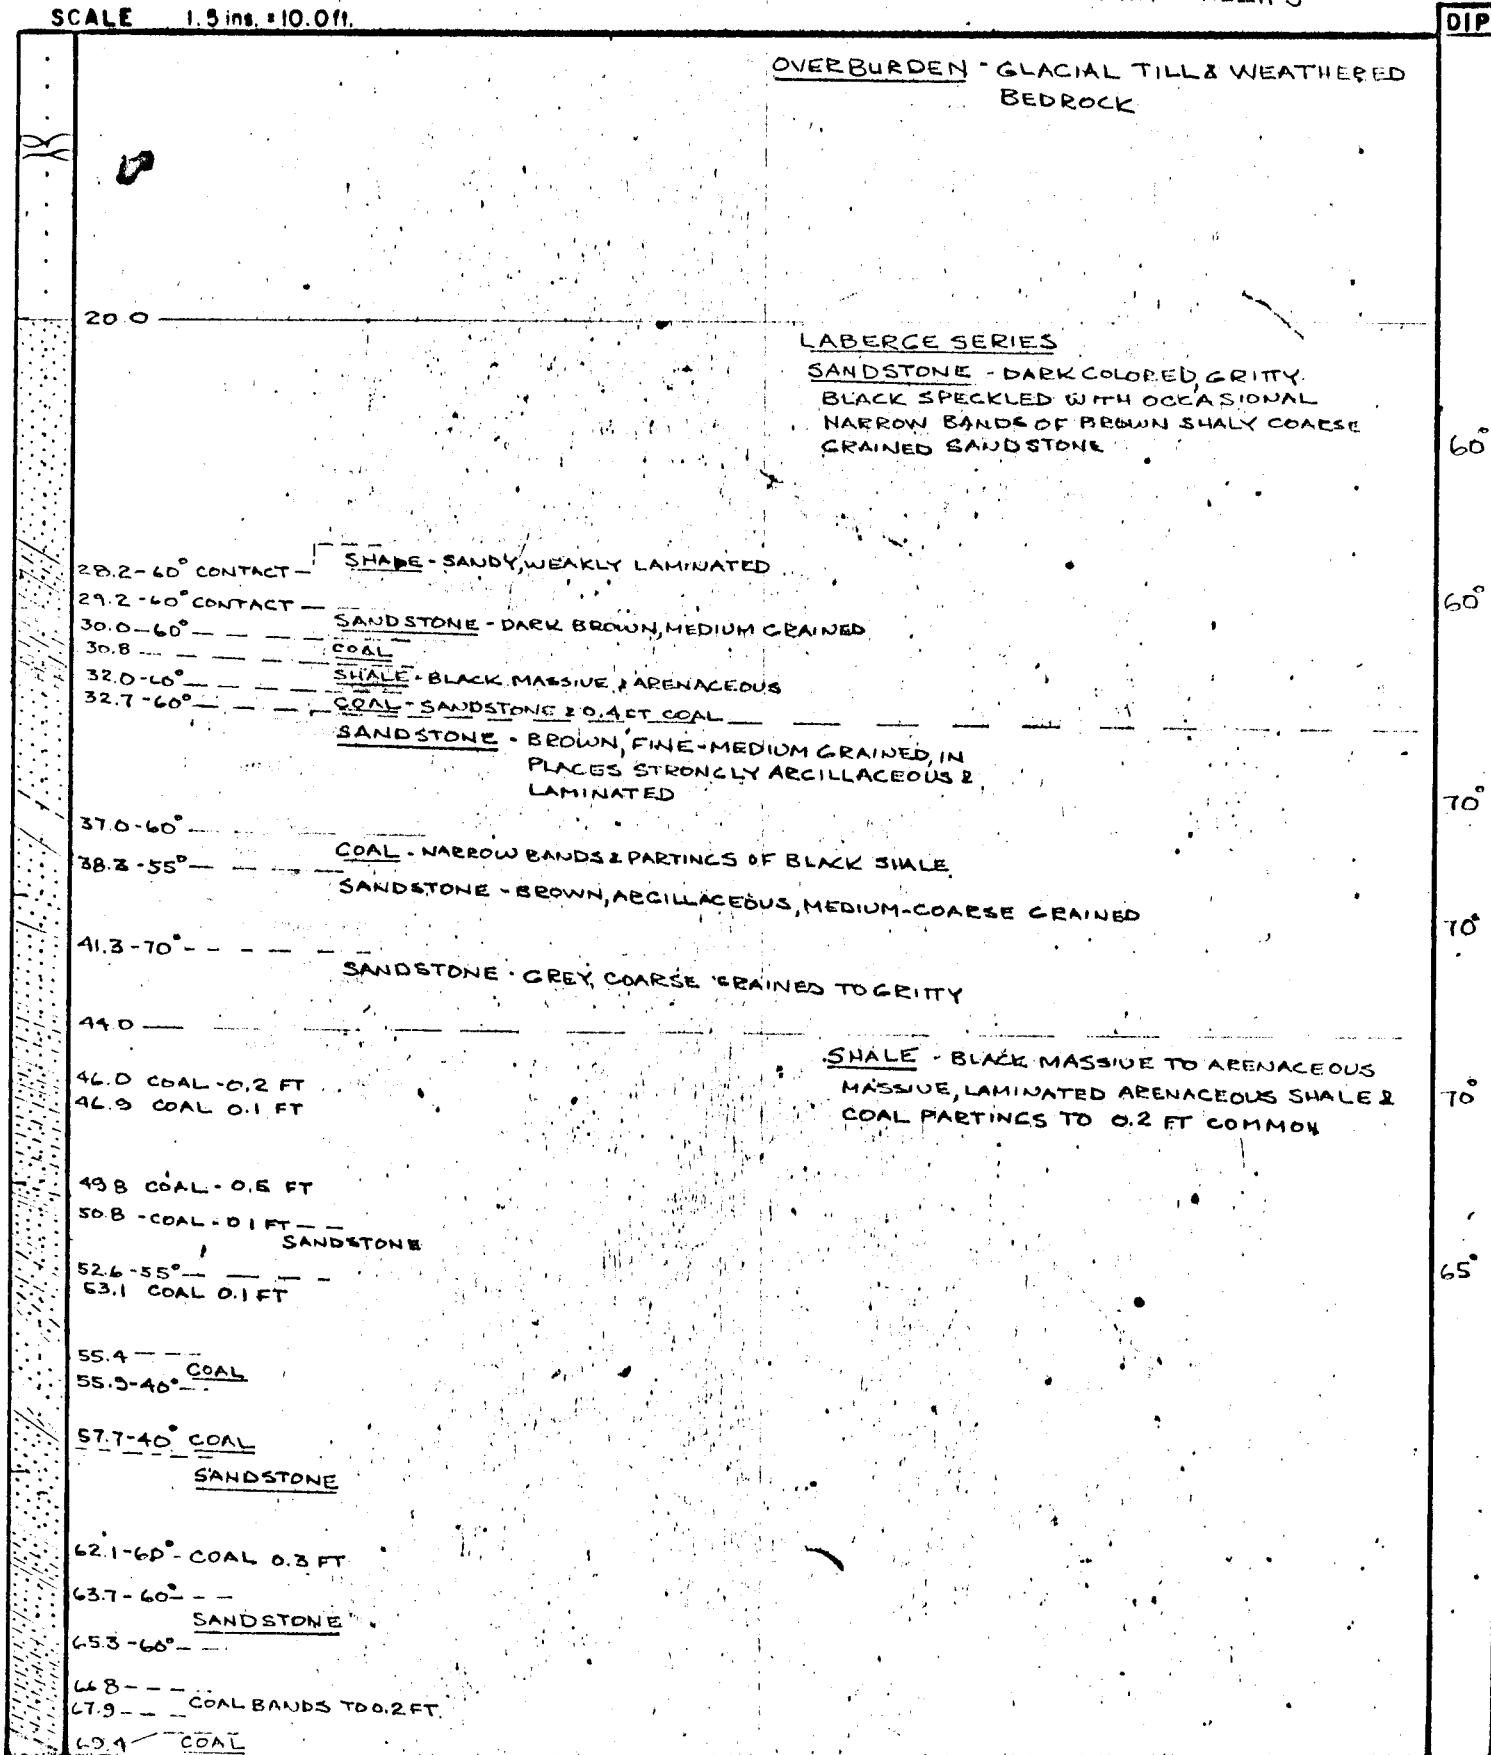 SCALE 1.5 ins. = 10.0 ft.
DIP
OVERBURDEN - GLACIAL TILL & WEATHERED
BEDROCK
20.0
LABERGE SERIES
SANDSTONE - DARK COLORED, GRITTY.
BLACK SPECKLED WITH OCCASIONAL
NARROW BANDS OF BROWN SHALY COARSE
GRAINED SANDSTONE
60°
28.2-60° CONTACT - SHALE - SANDY, WEAKLY LAMINATED
29.2-60° CONTACT
60°
SANDSTONE - DARK BROWN, MEDIUM GRAINED
30.0-60°
30.8 COAL
32.0-60° SHALE - BLACK MASSIVE & ARENACEOUS
32.7-60° COAL - SANDSTONE & 0.4 FT COAL
SANDSTONE - BROWN, FINE-MEDIUM GRAINED, IN
PLACES STRONGLY ARGILLACEOUS &
LAMINATED
70°
37.0-60°
COAL - NARROW BANDS & PARTINGS OF BLACK SHALE
38.3-55°
SANDSTONE - BROWN, ARGILLACEOUS, MEDIUM-COARSE GRAINED
70°
41.3-70°
SANDSTONE - GREY, COARSE GRAINED TO GRITTY
44.0
SHALE - BLACK MASSIVE TO ARENACEOUS
MASSIVE, LAMINATED ARENACEOUS SHALE &
COAL PARTINGS TO 0.2 FT COMMON
70°
46.0 COAL - 0.2 FT
46.9 COAL 0.1 FT
49.8 COAL - 0.5 FT
50.8 - COAL - 0.1 FT
SANDSTONE
52.6-55°
65°
53.1 COAL 0.1 FT
55.4
COAL
55.9-40°
57.7-40° COAL
SANDSTONE
62.1-60° - COAL 0.3 FT
63.7-60°
SANDSTONE
65.3-60°
66.8
67.9 COAL BANDS TO 0.2 FT.
69.4 COAL